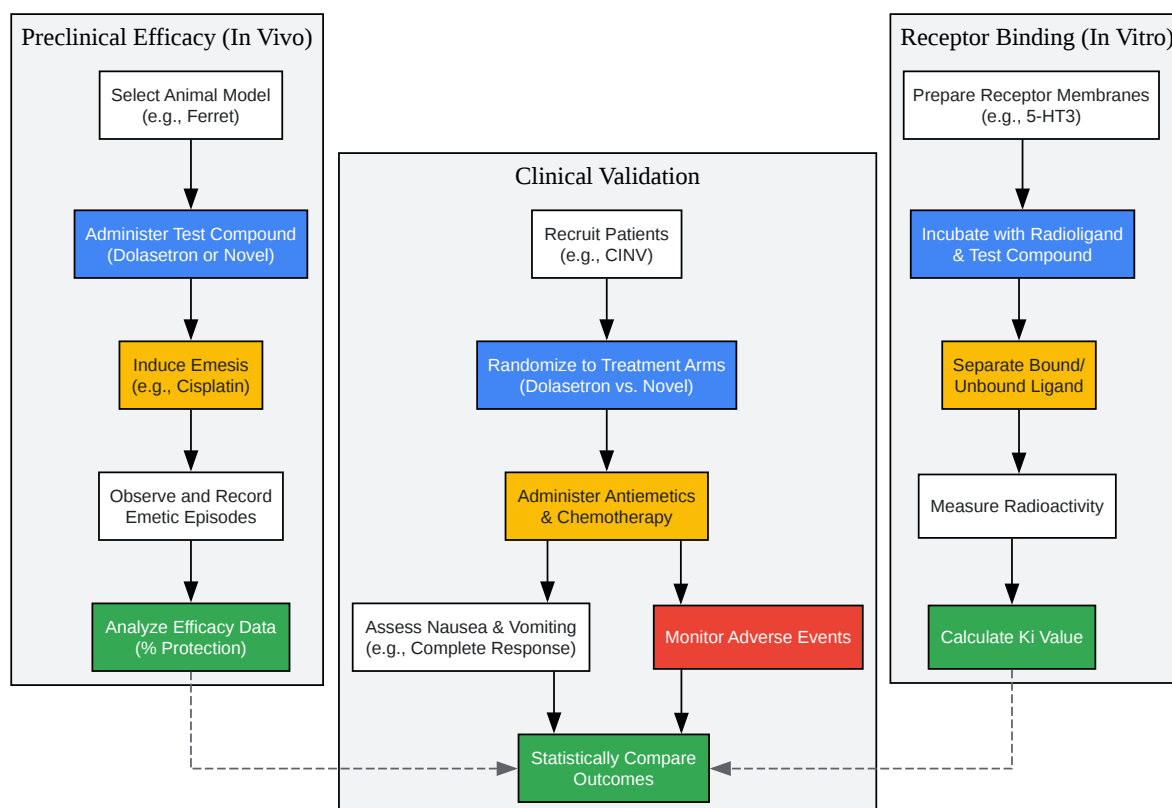 Preclinical Efficacy (In Vivo)
Select Animal Model
(e.g., Ferret)
Administer Test Compound
(Dolasetron or Novel)
Induce Emesis
(e.g., Cisplatin)
Observe and Record
Emetic Episodes
Analyze Efficacy Data
(% Protection)
Clinical Validation
Recruit Patients
(e.g., CINV)
Randomize to Treatment Arms
(Dolasetron vs. Novel)
Administer Antiemetics
& Chemotherapy
Assess Nausea & Vomiting
(e.g., Complete Response)
Monitor Adverse Events
Statistically Compare
Outcomes
Receptor Binding (In Vitro)
Prepare Receptor Membranes
(e.g., 5-HT3)
Incubate with Radioligand
& Test Compound
Separate Bound/
Unbound Ligand
Measure Radioactivity
Calculate Ki Value